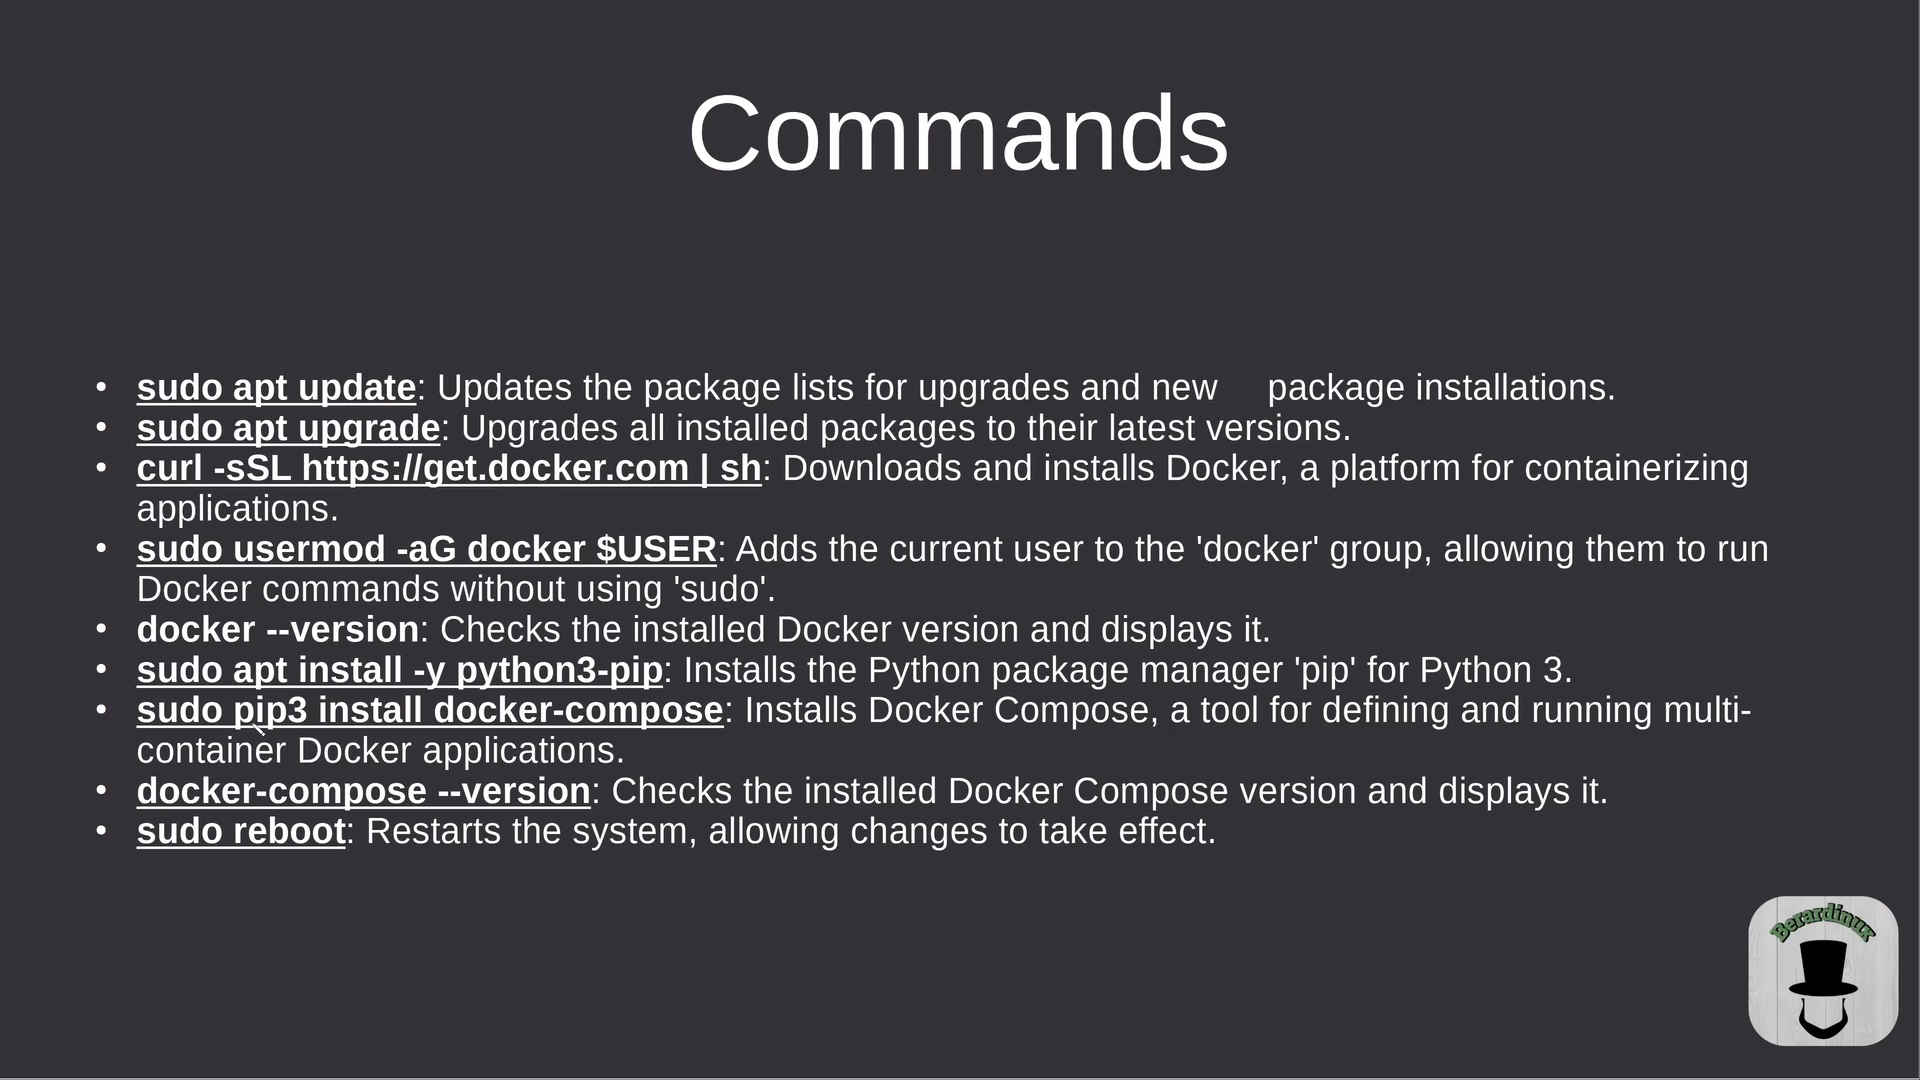 Commands
• sudo apt update: Updates the package lists for upgrades and new     package installations.
• sudo apt upgrade: Upgrades all installed packages to their latest versions.
• curl -sSL https://get.docker.com | sh: Downloads and installs Docker, a platform for containerizing
applications.
• sudo usermod -aG docker $USER: Adds the current user to the 'docker' group, allowing them to run
Docker commands without using 'sudo'.
• docker --version: Checks the installed Docker version and displays it.
• sudo apt install -y python3-pip: Installs the Python package manager 'pip' for Python 3.
• sudo pip3 install docker-compose: Installs Docker Compose, a tool for defining and running multi-
container Docker applications.
• docker-compose --version: Checks the installed Docker Compose version and displays it.
• sudo reboot: Restarts the system, allowing changes to take effect.
Berardinux